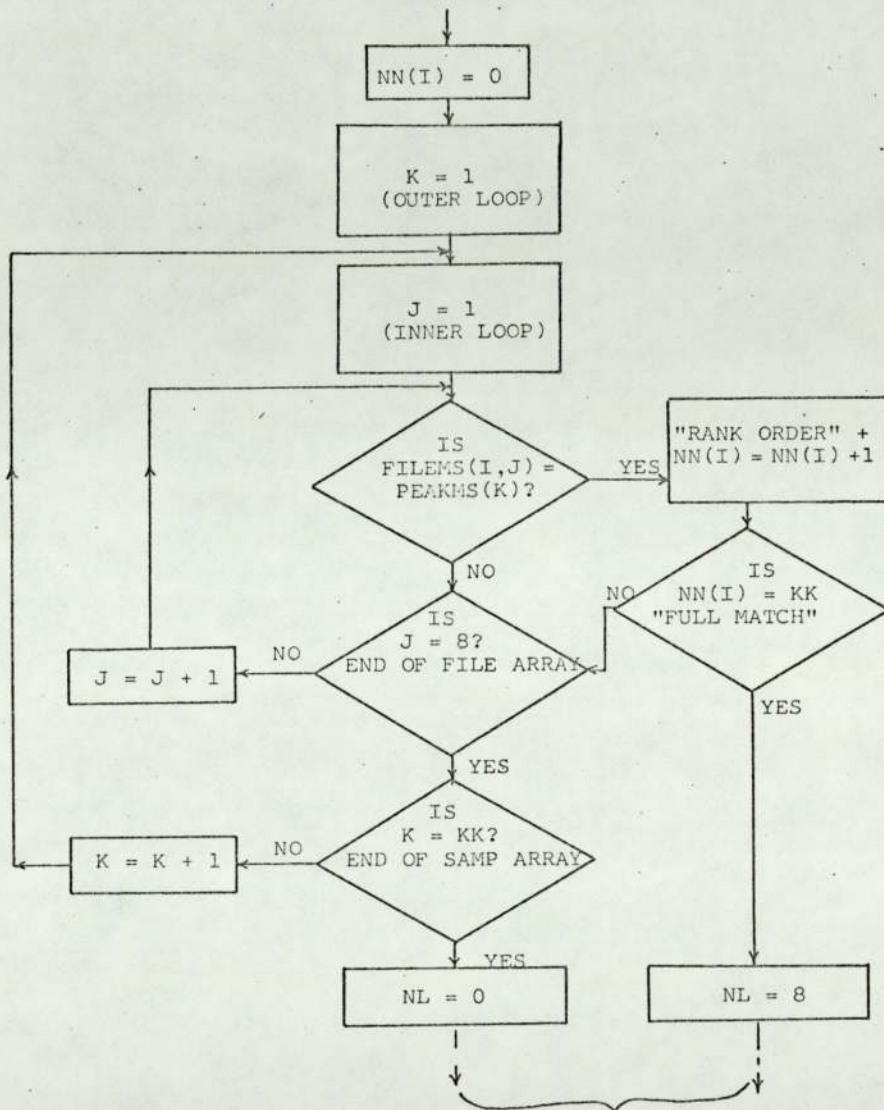 NN(I) = 0
K = 1
(OUTER LOOP)
J = 1
(INNER LOOP)
IS
FILEMS(I,J) =
PEAKMS(K)?
YES
"RANK ORDER" +
NN(I) = NN(I) +1
NO
IS
NN(I) = KK
"FULL MATCH"
NO
YES
IS
J = 8?
END OF FILE ARRAY
NO
J = J + 1
YES
IS
K = KK?
END OF SAMP ARRAY
NO
K = K + 1
YES
NL = 0
NL = 8